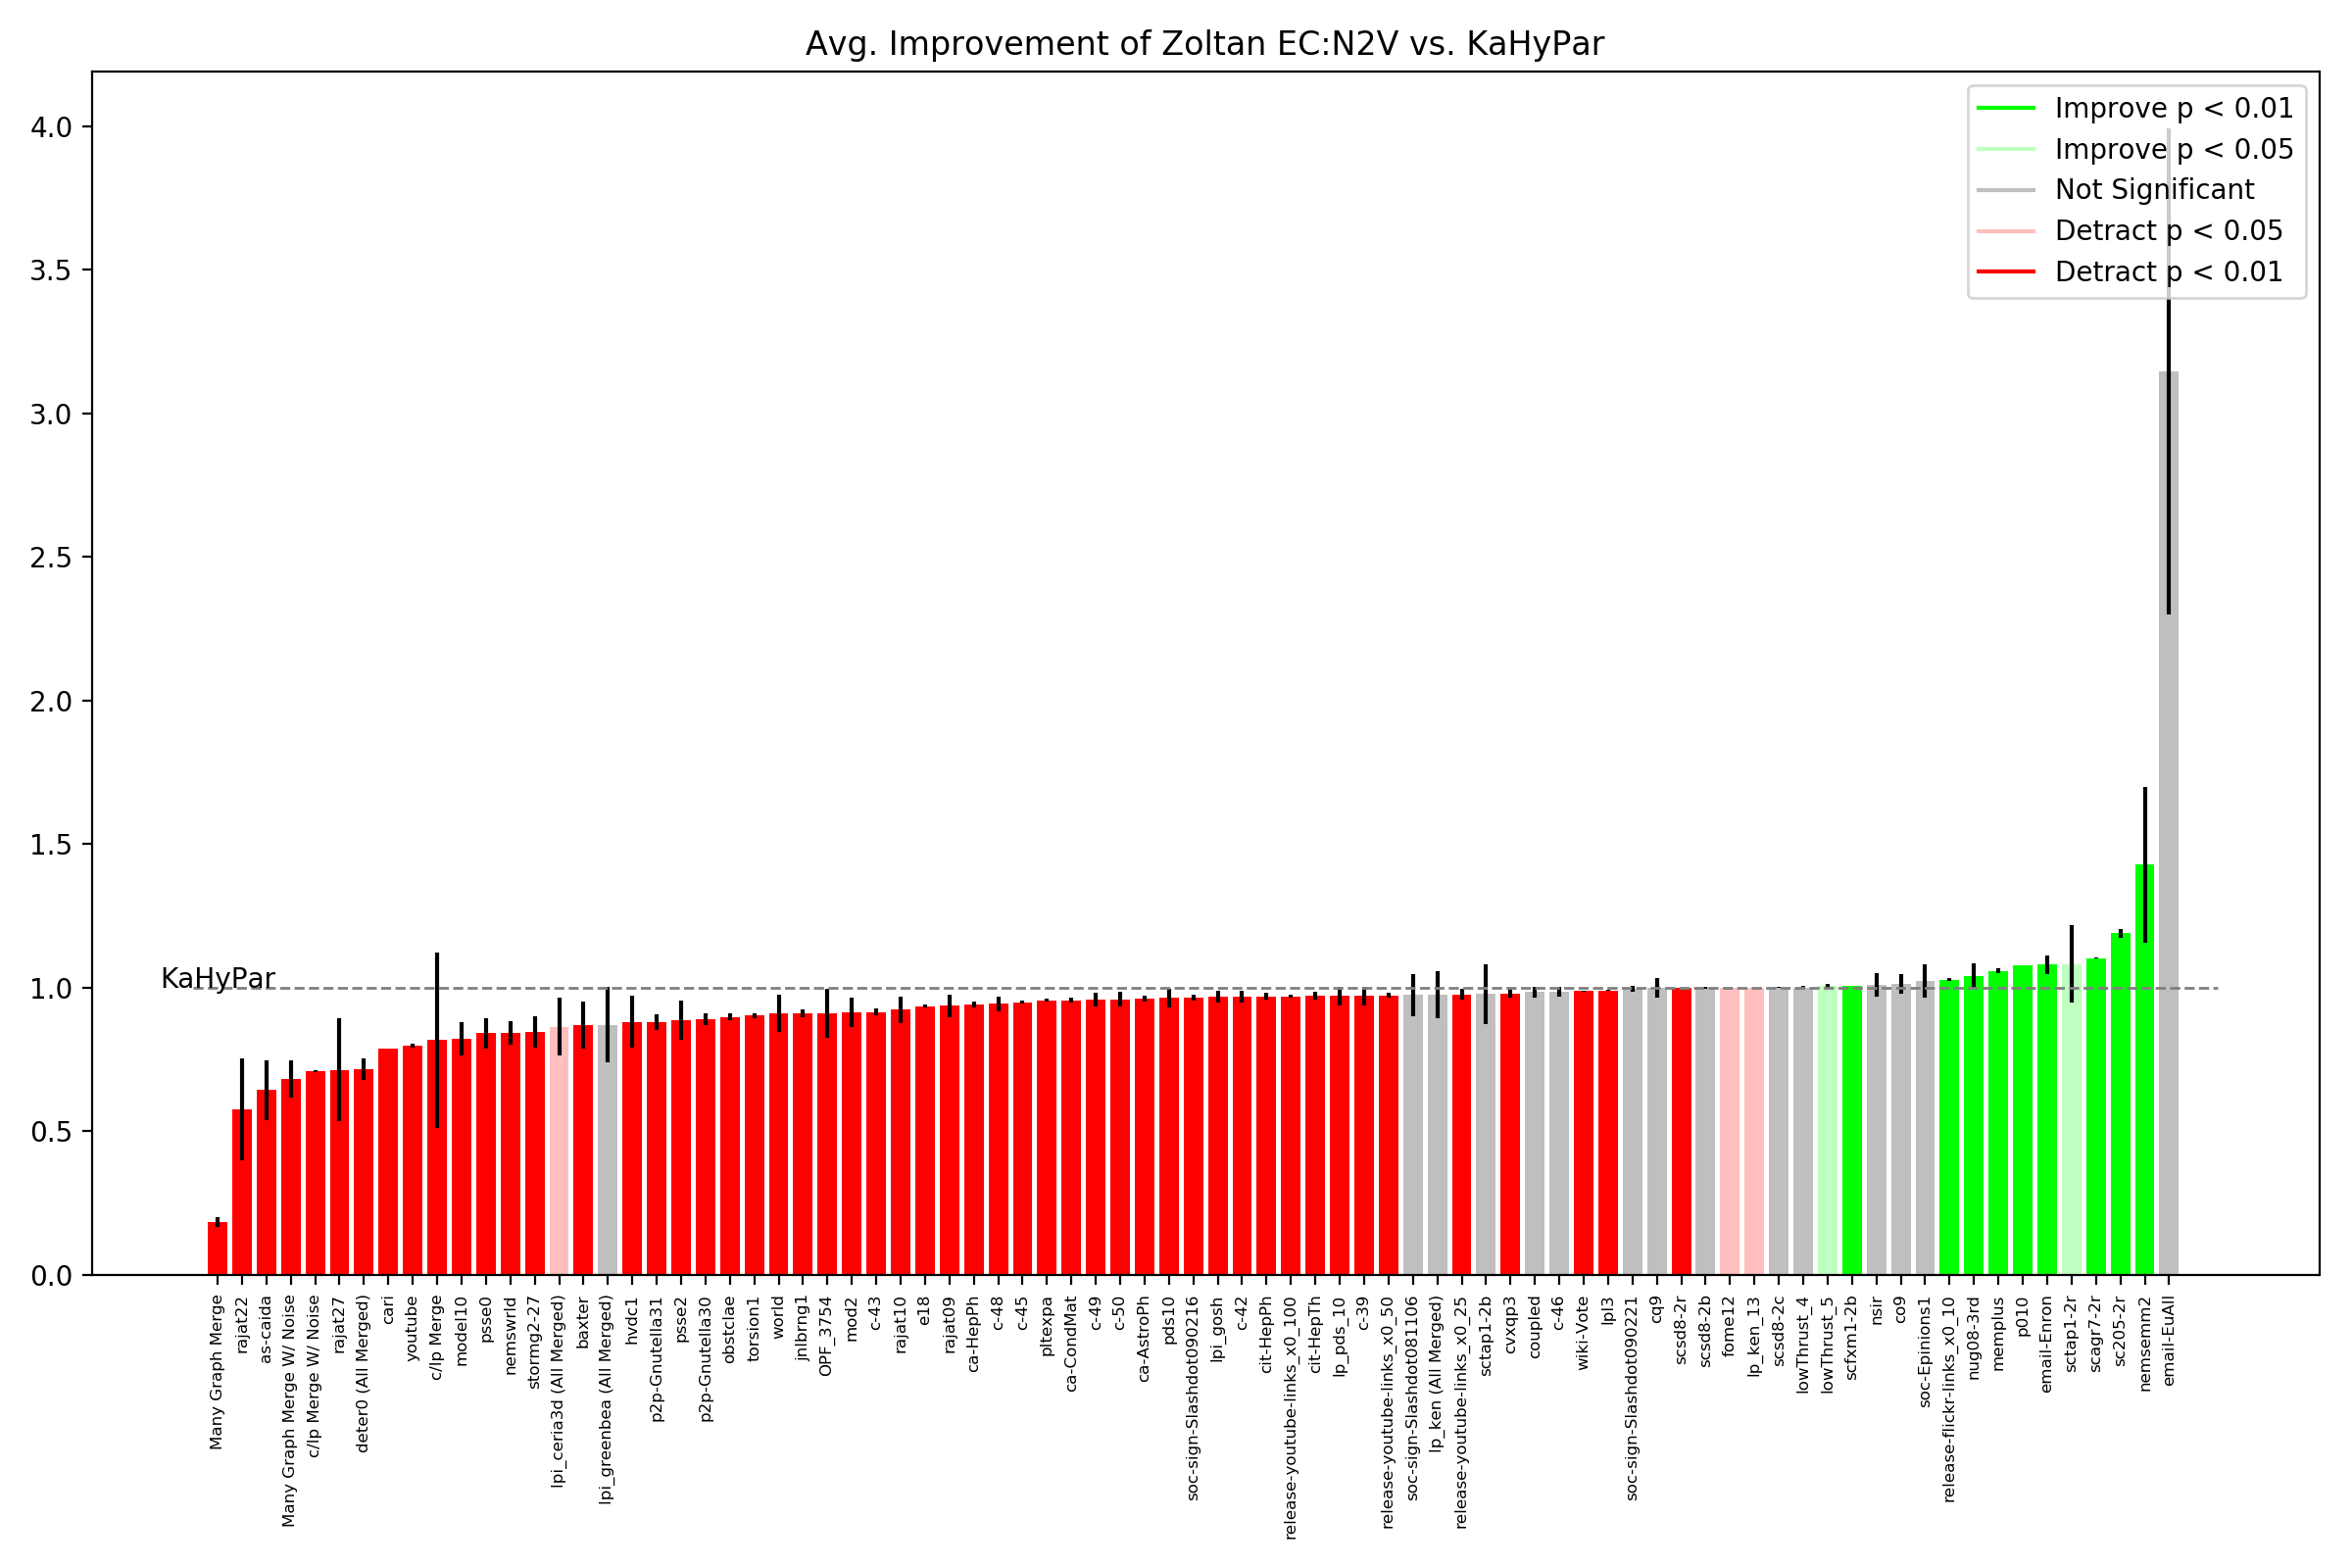 Avg. Improvement of Zoltan EC:N2V vs. KaHyPar
4.0
3.5
3.0
2.5
2.0
1.5
1.0
0.5
0.0
Improve p < 0.01
Improve p < 0.05
Not Significant
Detract p < 0.05
Detract p < 0.01
KaHyPar
Many Graph Merge
rajat22
as-caida
Many Graph Merge W/ Noise
c/lp Merge W/ Noise
rajat27
deter0 (All Merged)
cari
youtube
c/lp Merge
model10
psse0
nemswrld
stormg2-27
lpi_ceria3d (All Merged)
baxter
lpi_greenbea (All Merged)
hvdc1
p2p-Gnutella31
psse2
p2p-Gnutella30
obstclae
torsion1
world
jnlbrng1
OPF_3754
mod2
c-43
rajat10
e18
rajat09
ca-HepPh
c-48
c-45
pltexpa
ca-CondMat
c-49
c-50
ca-AstroPh
pds10
soc-sign-Slashdot090216
lpi_gosh
c-42
cit-HepPh
release-youtube-links_x0_100
cit-HepTh
lp_pds_10
c-39
release-youtube-links_x0_50
soc-sign-Slashdot081106
lp_ken (All Merged)
release-youtube-links_x0_25
sctap1-2b
cvxqp3
coupled
c-46
wiki-Vote
lpl3
soc-sign-Slashdot090221
cq9
scsd8-2r
scsd8-2b
fome12
lp_ken_13
scsd8-2c
lowThrust_4
lowThrust_5
scfxm1-2b
nsir
co9
soc-Epinions1
release-flickr-links_x0_10
nug08-3rd
memplus
p010
email-Enron
sctap1-2r
scagr7-2r
sc205-2r
nemsemm2
email-EuAll